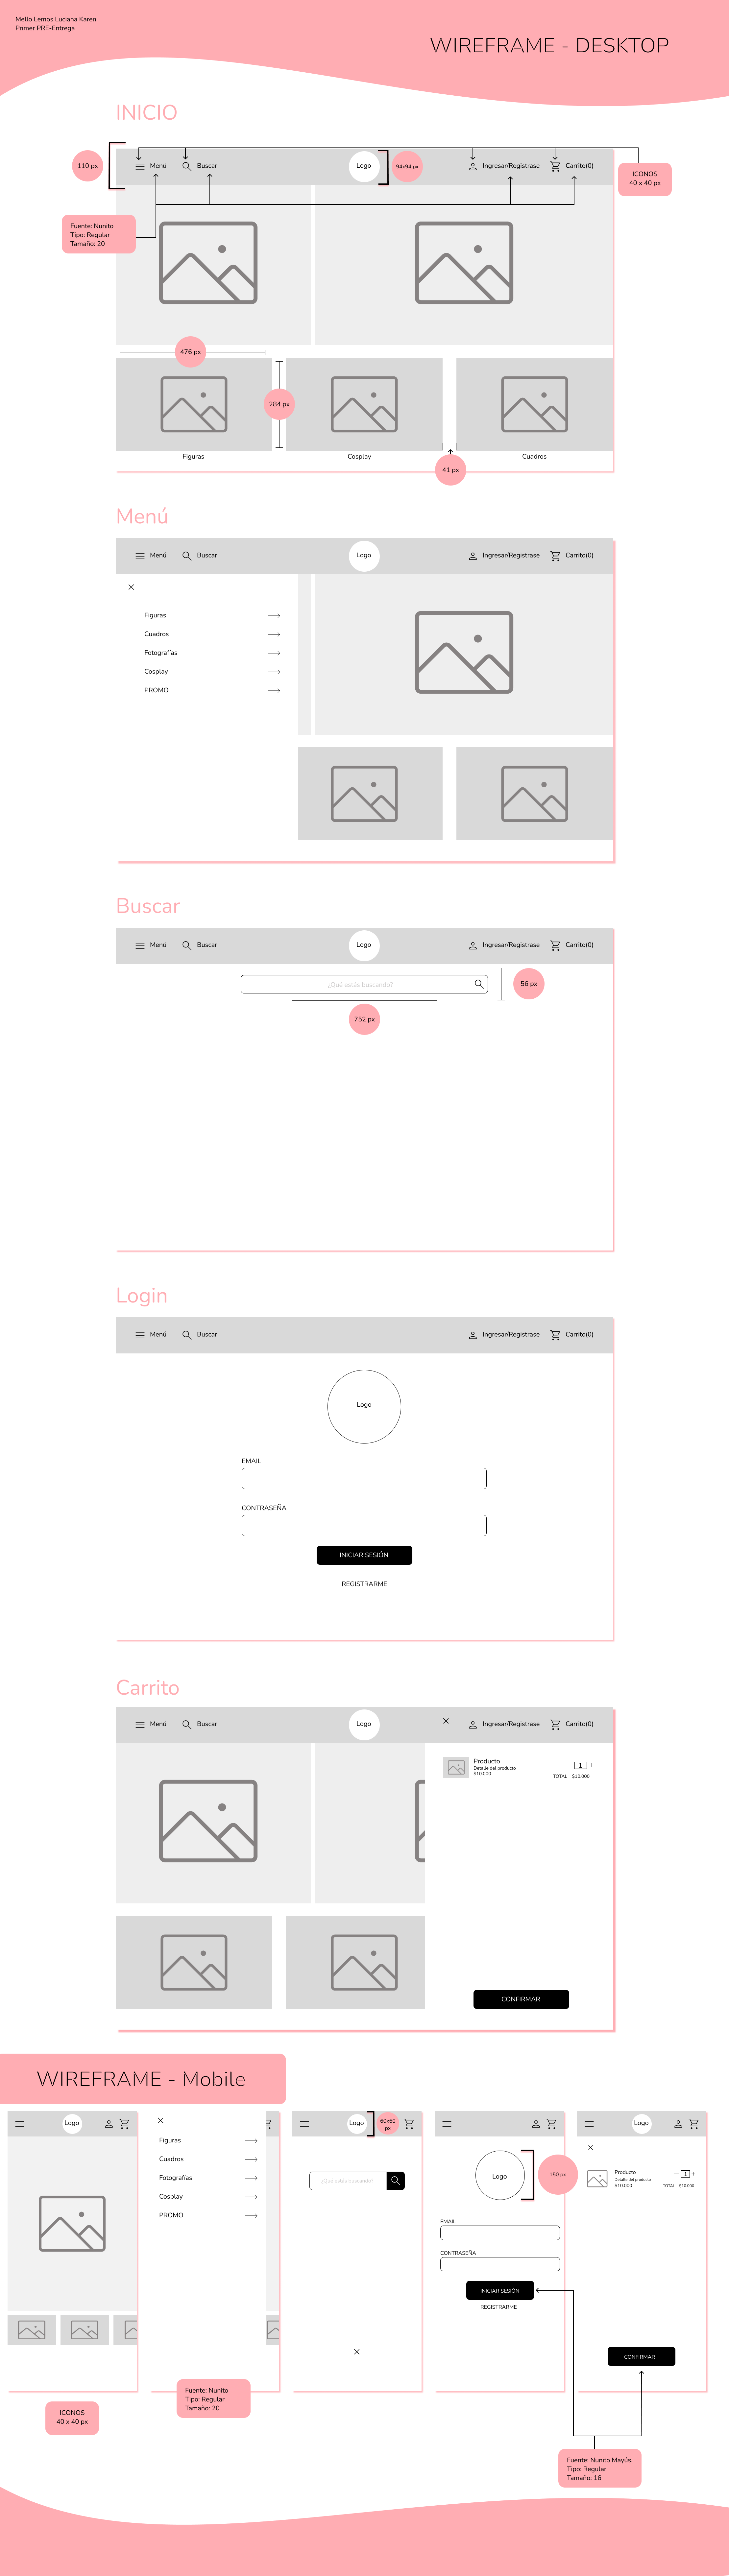 Mello Lemos Luciana Karen
Primer PRE-Entrega
WIREFRAME - DESKTOP
INICIO
110 px
Menú
Buscar
Logo
94x94 px
Ingresar/Registrase
Carrito(0)
ICONOS
40 x 40 px
Fuente: Nunito
Tipo: Regular
Tamaño: 20
476 px
284 px
Figuras
Cosplay
Cuadros
41 px
Menú
Menú
Buscar
Logo
Ingresar/Registrase
Carrito(0)
Figuras
Cuadros
Fotografías
Cosplay
PROMO
Buscar
Menú
Buscar
Logo
Ingresar/Registrase
Carrito(0)
¿Qué estás buscando?
56 px
752 px
Login
Menú
Buscar
Ingresar/Registrase
Carrito(0)
Logo
EMAIL
CONTRASEÑA
INICIAR SESIÓN
REGISTRARME
Carrito
Menú
Buscar
Logo
Ingresar/Registrase
Carrito(0)
Producto
Detalle del producto
$10.000
1
TOTAL $10.000
CONFIRMAR
WIREFRAME - Mobile
Logo
Figuras
Cuadros
Fotografías
Cosplay
PROMO
Logo
60x60
px
¿Qué estás buscando?
Logo
150 px
EMAIL
CONTRASEÑA
INICIAR SESIÓN
REGISTRARME
Logo
Producto
Detalle del producto
$10.000
1
TOTAL $10.000
CONFIRMAR
ICONOS
40 x 40 px
Fuente: Nunito
Tipo: Regular
Tamaño: 20
Fuente: Nunito Mayús.
Tipo: Regular
Tamaño: 16